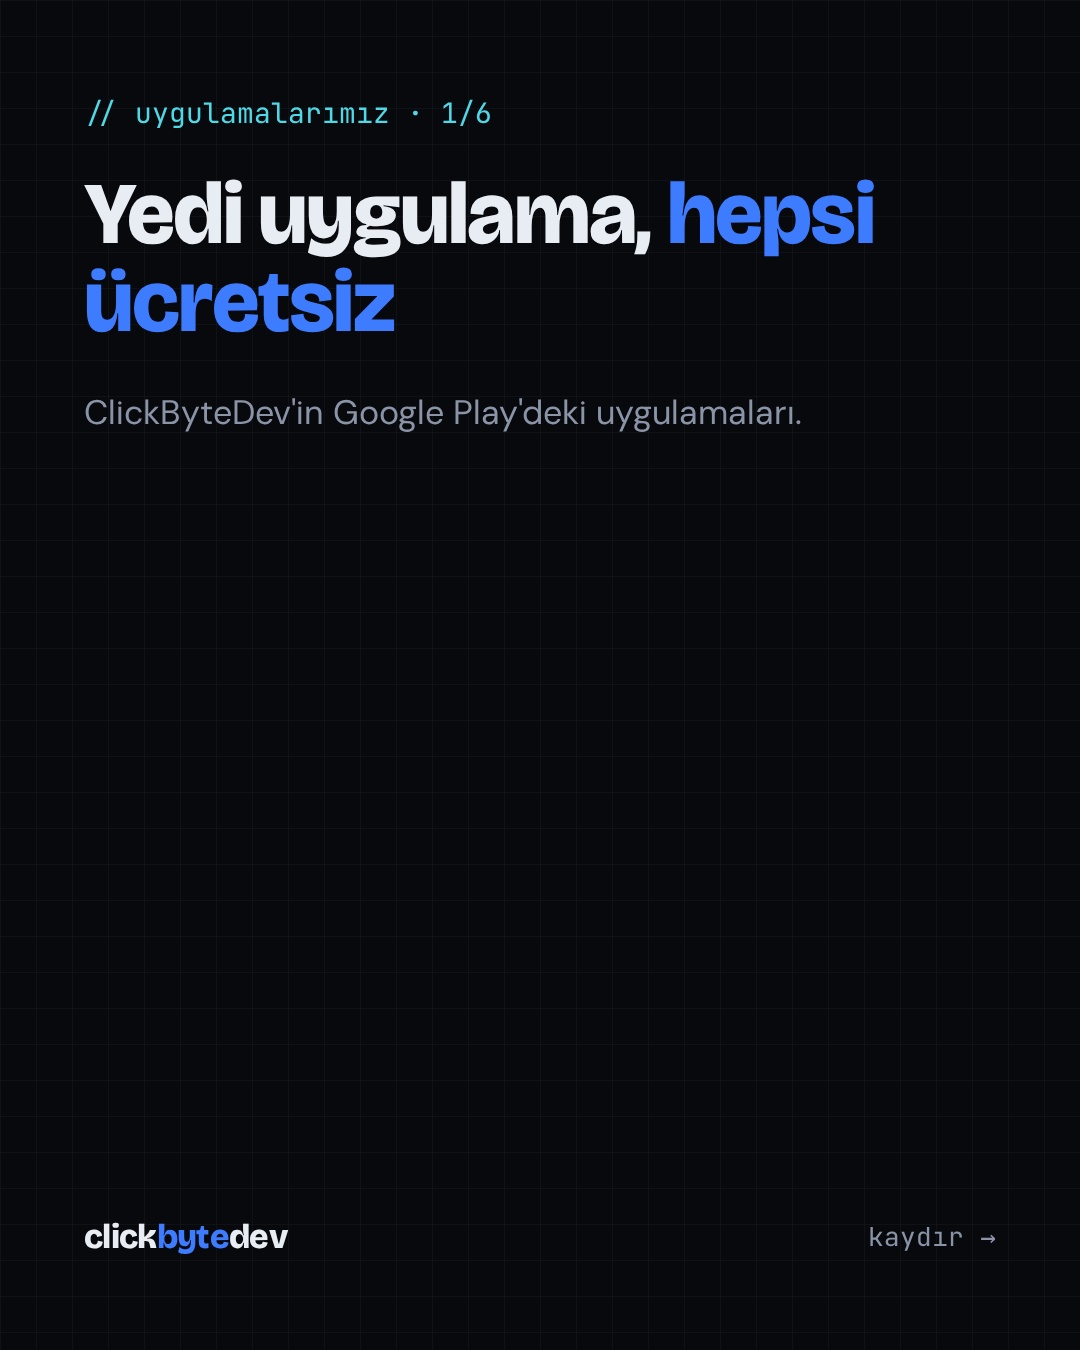 // uygulamalarımız · 1/6
Yedi uygulama, hepsi
ücretsiz
ClickByteDev'in Google Play'deki uygulamaları.
clickbytedev
kaydır →